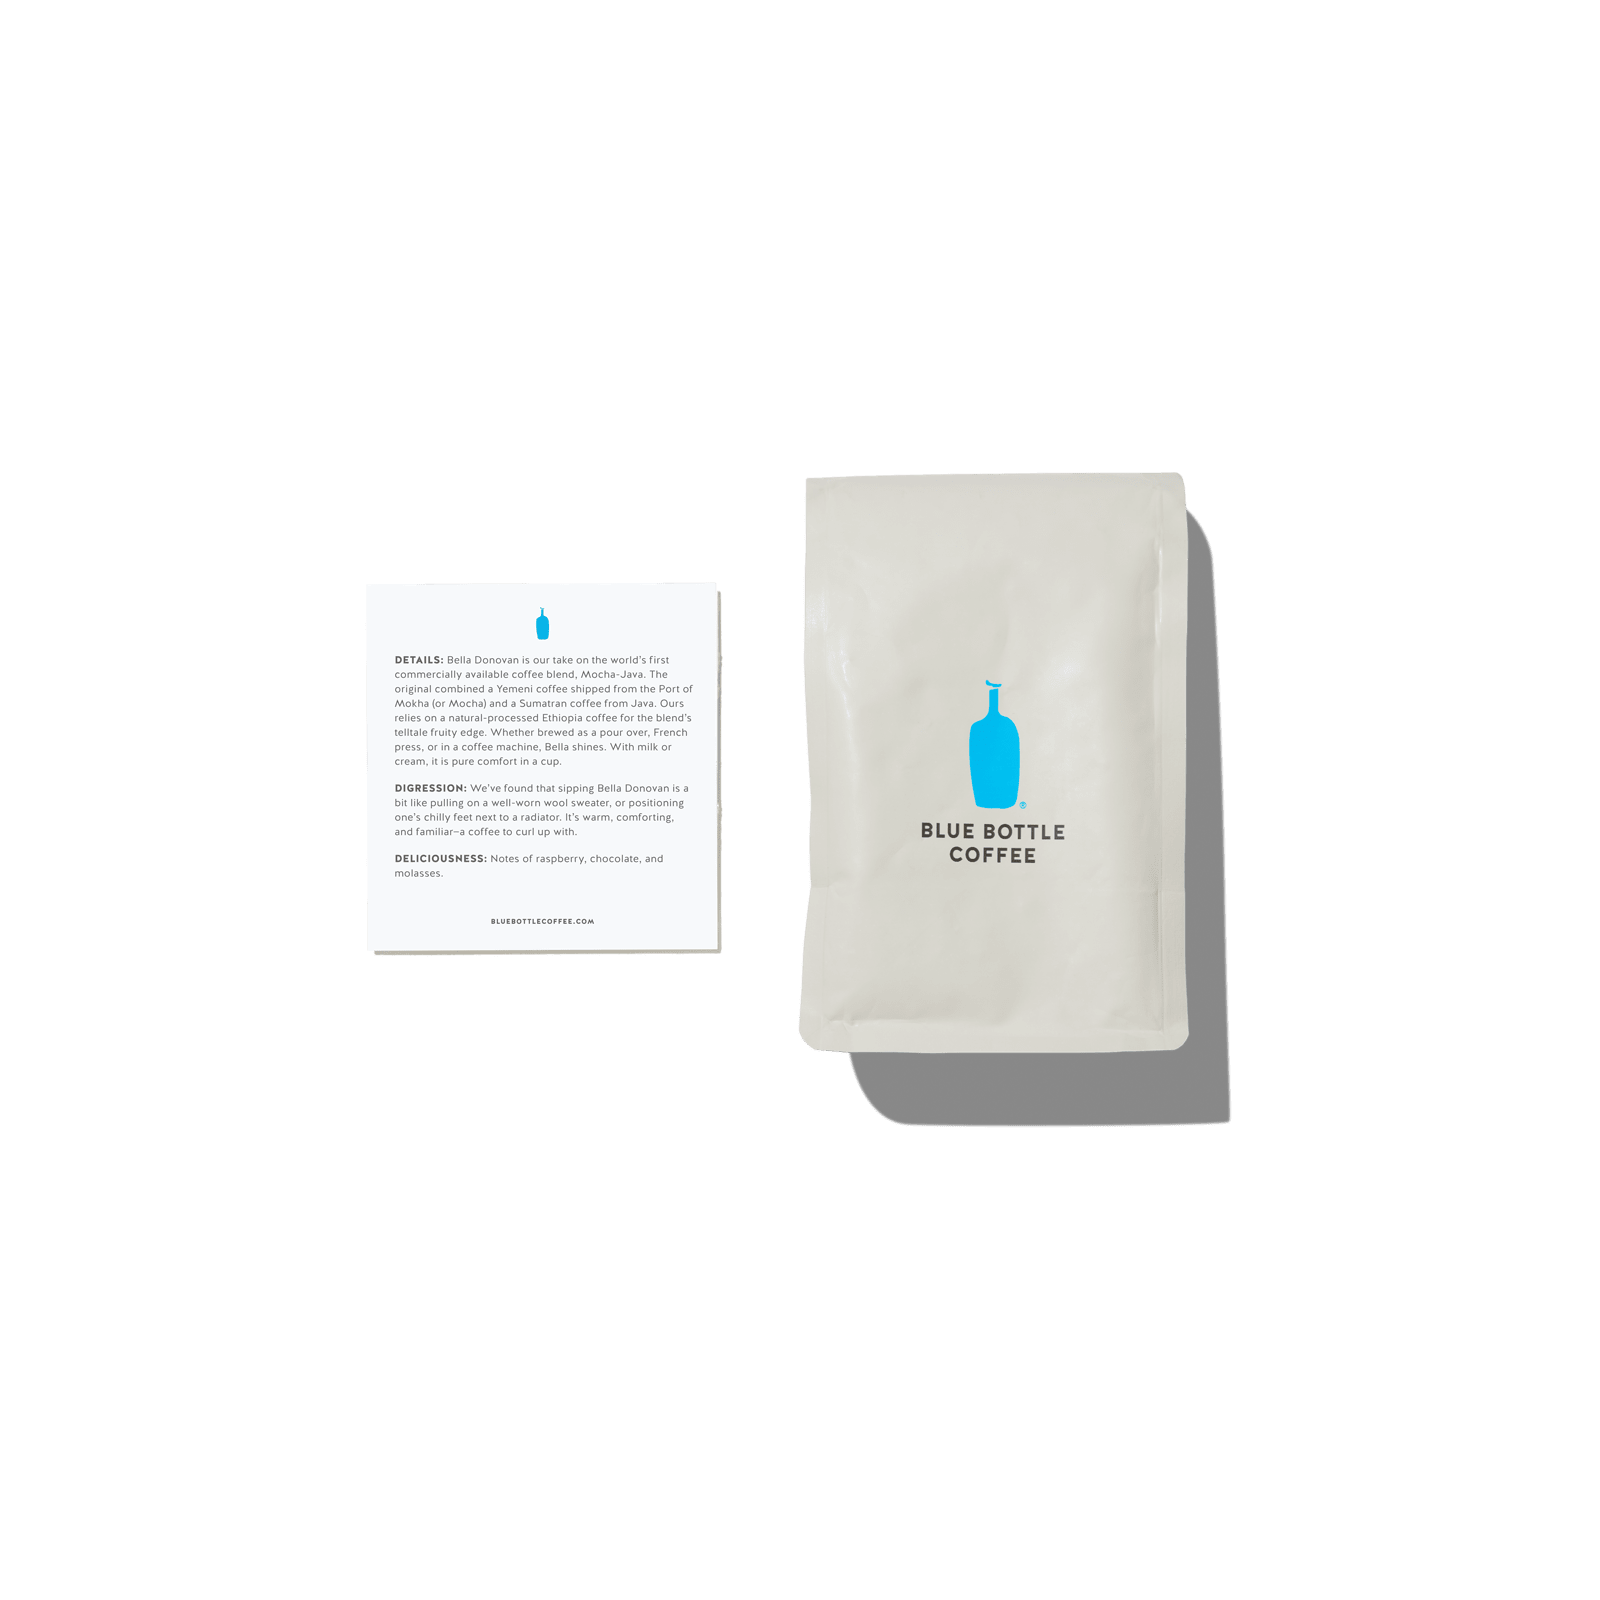 DETAILS: Bella Donovan is our take on the world's first
commercially available coffee blend, Mocha-Java. The
original combined a Yemeni coffee shipped from the Port of
Mokha (or Mocha) and a Sumatran coffee from Java. Ours
relies on a natural-processed Ethiopia coffee for the blend's
telltale fruity edge. Whether brewed as a pour over, French
press, or in a coffee machine, Bella shines. With milk or
cream, it is pure comfort in a cup.
DIGRESSION: We've found that sipping Bella Donovan is a
bit like pulling on a well-worn wool sweater, or positioning
one's chilly feet next to a radiator. It's warm, comforting,
and familiar–a coffee to curl up with.
DELICIOUSNESS: Notes of raspberry, chocolate, and
molasses.
BLUEBOTTLECOFFEE.COM
®
BLUE BOTTLE
COFFEE